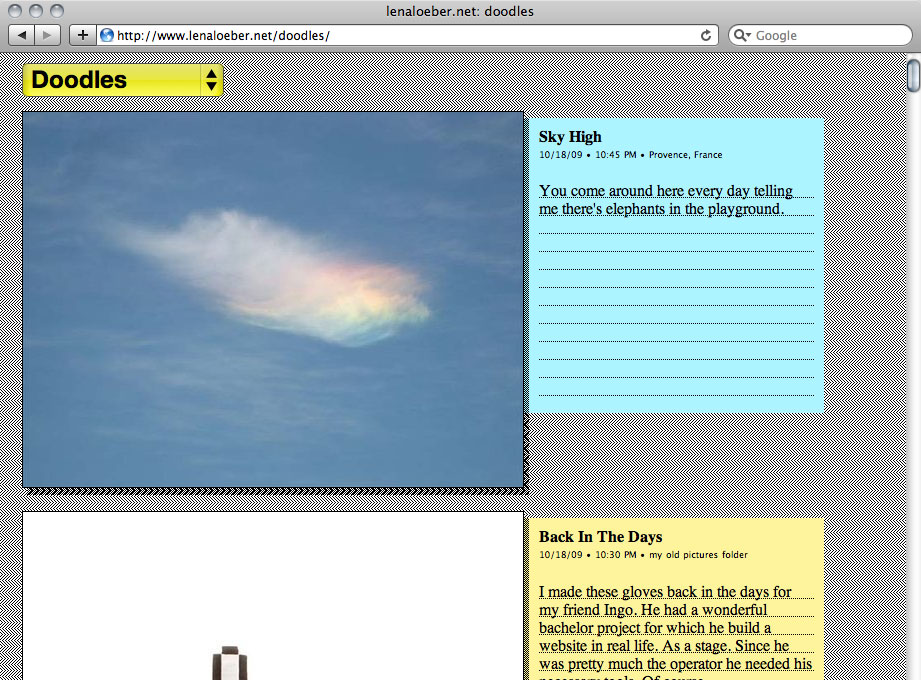 lenaloeber.net: doodles
http://www.lenaloeber.net/doodles/
Google
Doodles
Sky High
10/18/09 • 10:45 PM • Provence, France
You come around here every day telling
me there's elephants in the playground.
Back In The Days
10/18/09 • 10:30 PM • my old pictures folder
I made these gloves back in the days for
my friend Ingo. He had a wonderful
bachelor project for which he build a
website in real life. As a stage. Since he
was pretty much the operator he needed his
necessary tools. Of course